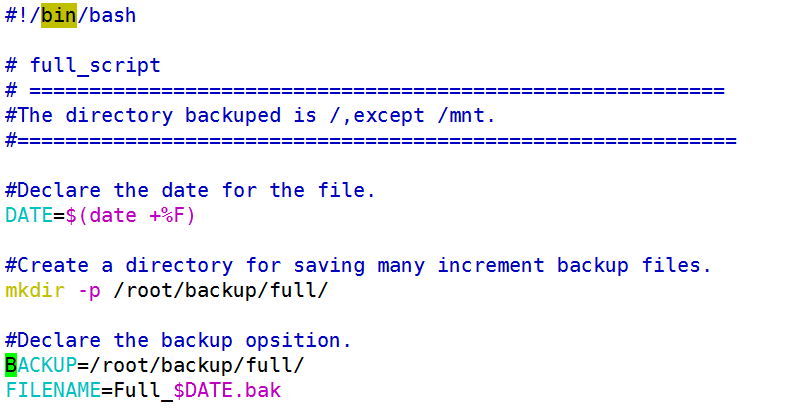 #!/bin/bash
# full_script
# ==========================================================
#The directory backuped is /,except /mnt.
#============================================================
#Declare the date for the file.
DATE=$(date +%F)
#Create a directory for saving many increment backup files.
mkdir -p /root/backup/full/
#Declare the backup opsition.
BACKUP=/root/backup/full/
FILENAME=Full_$DATE.bak